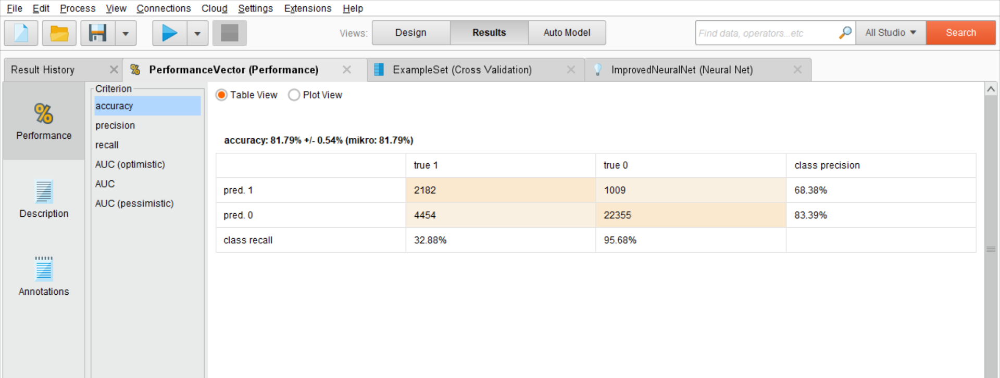 File Edit Process View Connections Cloud Settings Extensions Help
Views: Design Results Auto Model Find data, operators...etc All Studio Search
Result History PerformanceVector (Performance) ExampleSet (Cross Validation) ImprovedNeuralNet (Neural Net)
Performance
Description
Annotations
Criterion
accuracy
precision
recall
AUC (optimistic)
AUC
AUC (pessimistic)
Table View Plot View
accuracy: 81.79% +/- 0.54% (mikro: 81.79%)
true 1 true 0 class precision
pred. 1 2182 1009 68.38%
pred. 0 4454 22355 83.39%
class recall 32.88% 95.68%